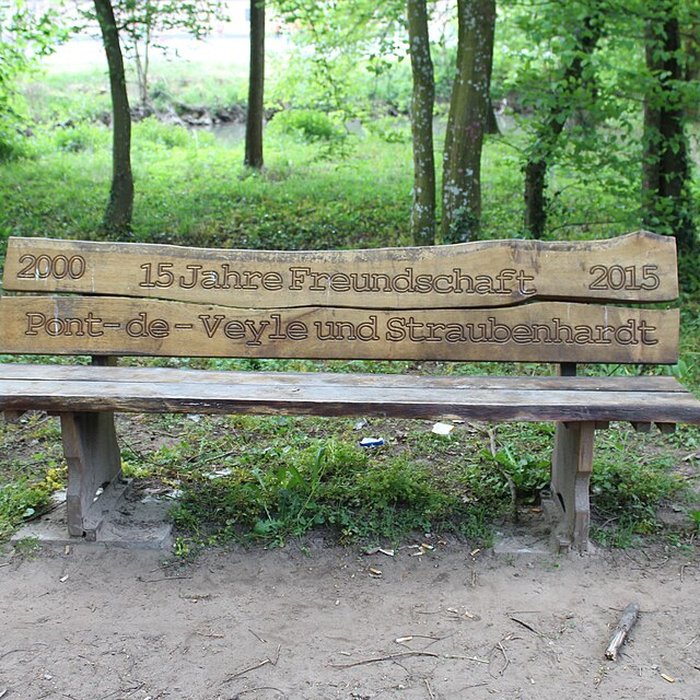 2000 15 Jahre Freundschaft 2015
Pont-de-Veyle und Straubenhardt